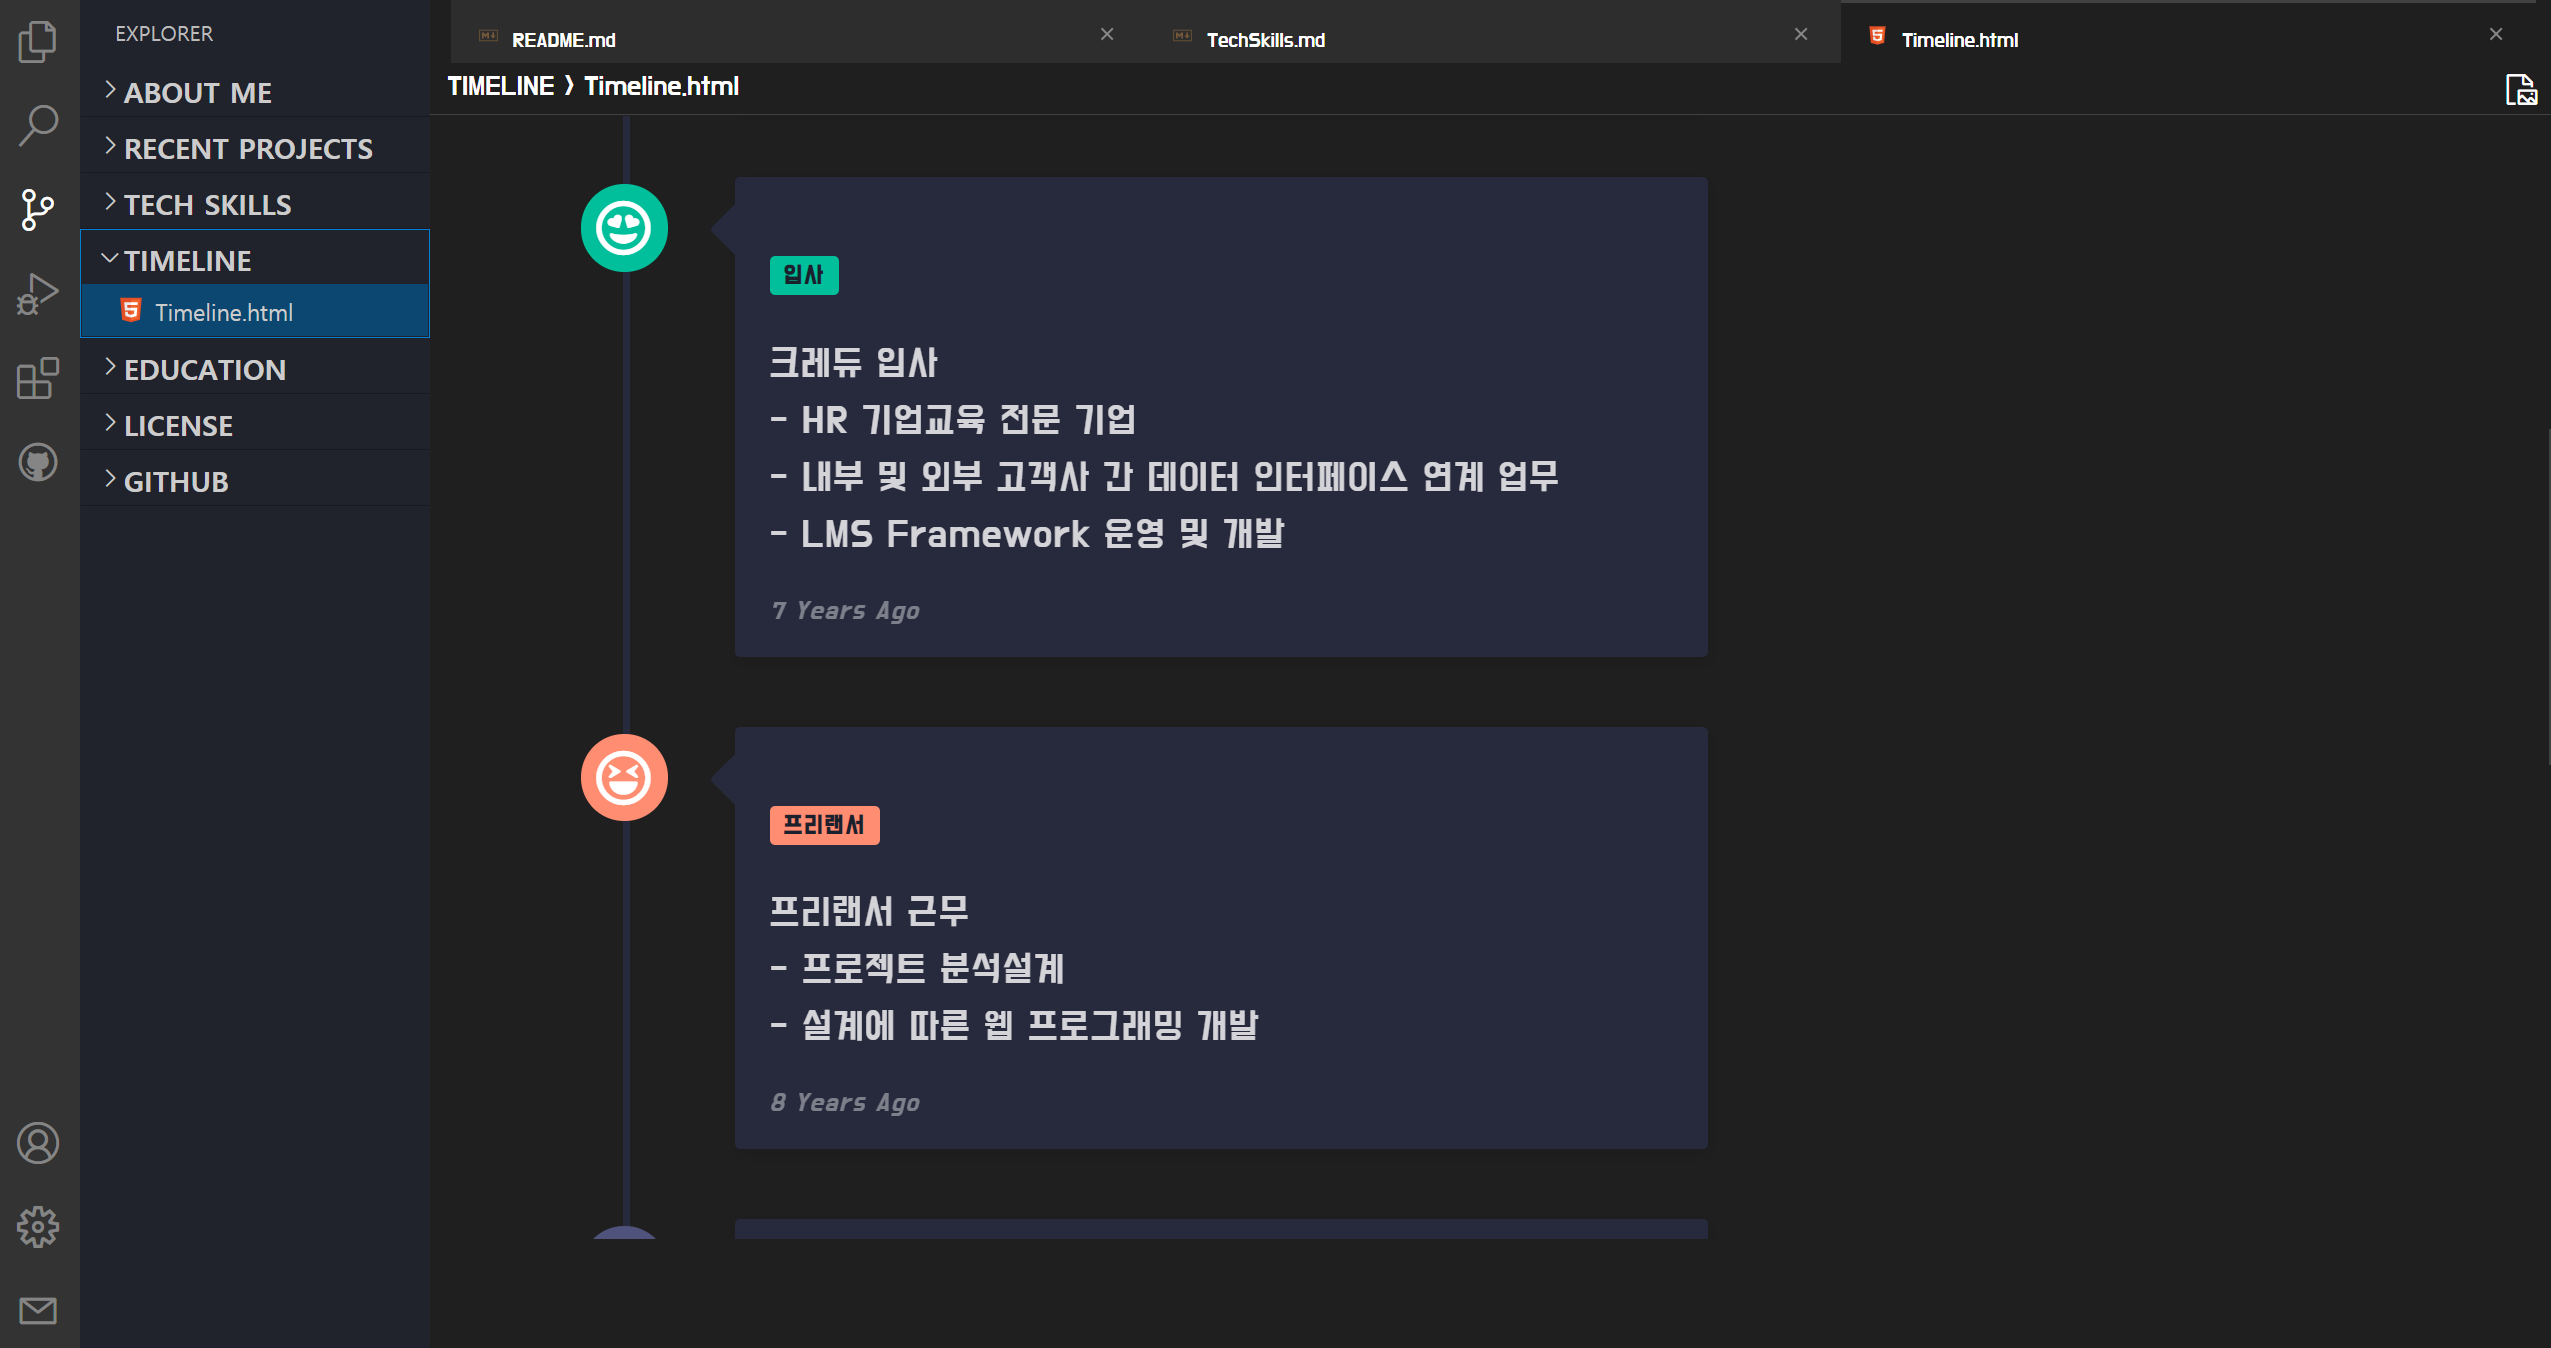 EXPLORER
ABOUT ME
RECENT PROJECTS
TECH SKILLS
TIMELINE
Timeline.html
EDUCATION
LICENSE
GITHUB
README.md
TechSkills.md
Timeline.html
TIMELINE > Timeline.html
입사
크레듀 입사
- HR 기업교육 전문 기업
- 내부 및 외부 고객사 간 데이터 인터페이스 연계 업무
- LMS Framework 운영 및 개발
7 Years Ago
프리랜서
프리랜서 근무
- 프로젝트 분석설계
- 설계에 따른 웹 프로그래밍 개발
8 Years Ago